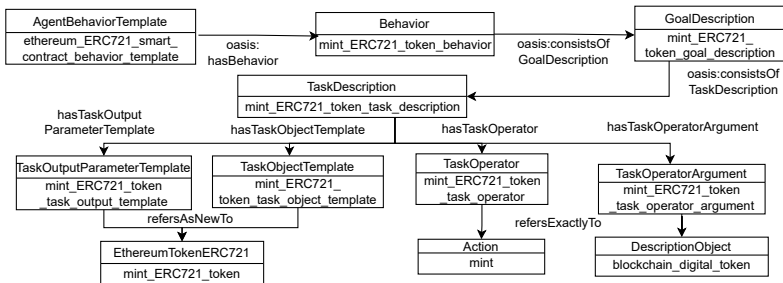 AgentBehaviorTemplate
ethereum_ERC721_smart_
contract_behavior_template
oasis:
hasBehavior
Behavior
mint_ERC721_token_behavior
oasis:consistsOf
GoalDescription
GoalDescription
mint_ERC721_
token_goal_description
oasis:consistsOf
TaskDescription
TaskDescription
mint_ERC721_token_task_description
hasTaskOutput
ParameterTemplate
hasTaskObjectTemplate
hasTaskOperator
hasTaskOperatorArgument
TaskOutputParameterTemplate
mint_ERC721_token
_task_output_template
TaskObjectTemplate
mint_ERC721_
token_task_object_template
TaskOperator
mint_ERC721_token
_task_operator
TaskOperatorArgument
mint_ERC721_token
_task_operator_argument
refersAsNewTo
refersExactlyTo
EthereumTokenERC721
mint_ERC721_token
Action
mint
DescriptionObject
blockchain_digital_token